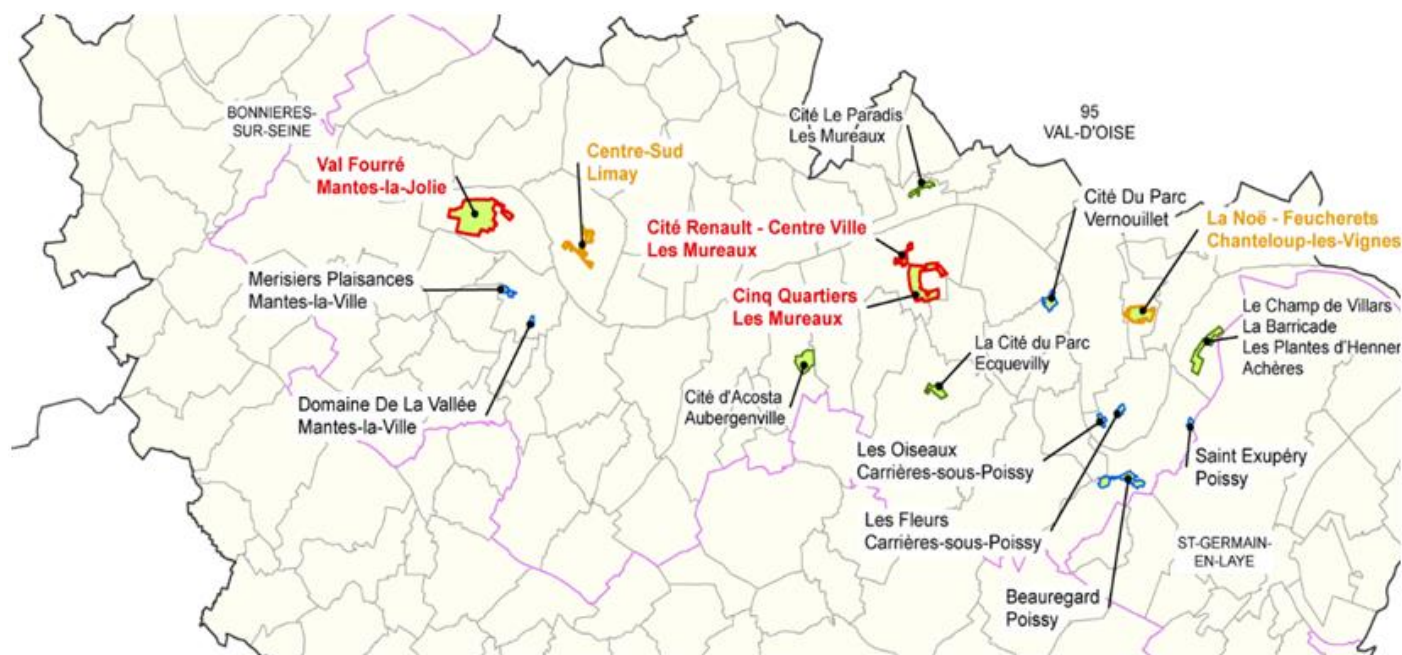 BONNIERES-
SUR-SEINE
Val Fourré
Mantes-la-Jolie
Centre-Sud
Limay
Cité Le Paradis
Les Mureaux
95
VAL-D'OISE
Cité Renault - Centre Ville
Les Mureaux
Cité Du Parc
Vernouillet
La Noë - Feucherets
Chanteloup-les-Vignes
Merisiers Plaisances
Mantes-la-Ville
Cinq Quartiers
Les Mureaux
Le Champ de Villars
La Barricade
Les Plantes d'Henner
Achères
La Cité du Parc
Ecquevilly
Domaine De La Vallée
Mantes-la-Ville
Cité d'Acosta
Aubergenville
Les Oiseaux
Carrières-sous-Poissy
Saint Exupéry
Poissy
Les Fleurs
Carrières-sous-Poissy
ST-GERMAIN-
EN-LAYE
Beauregard
Poissy